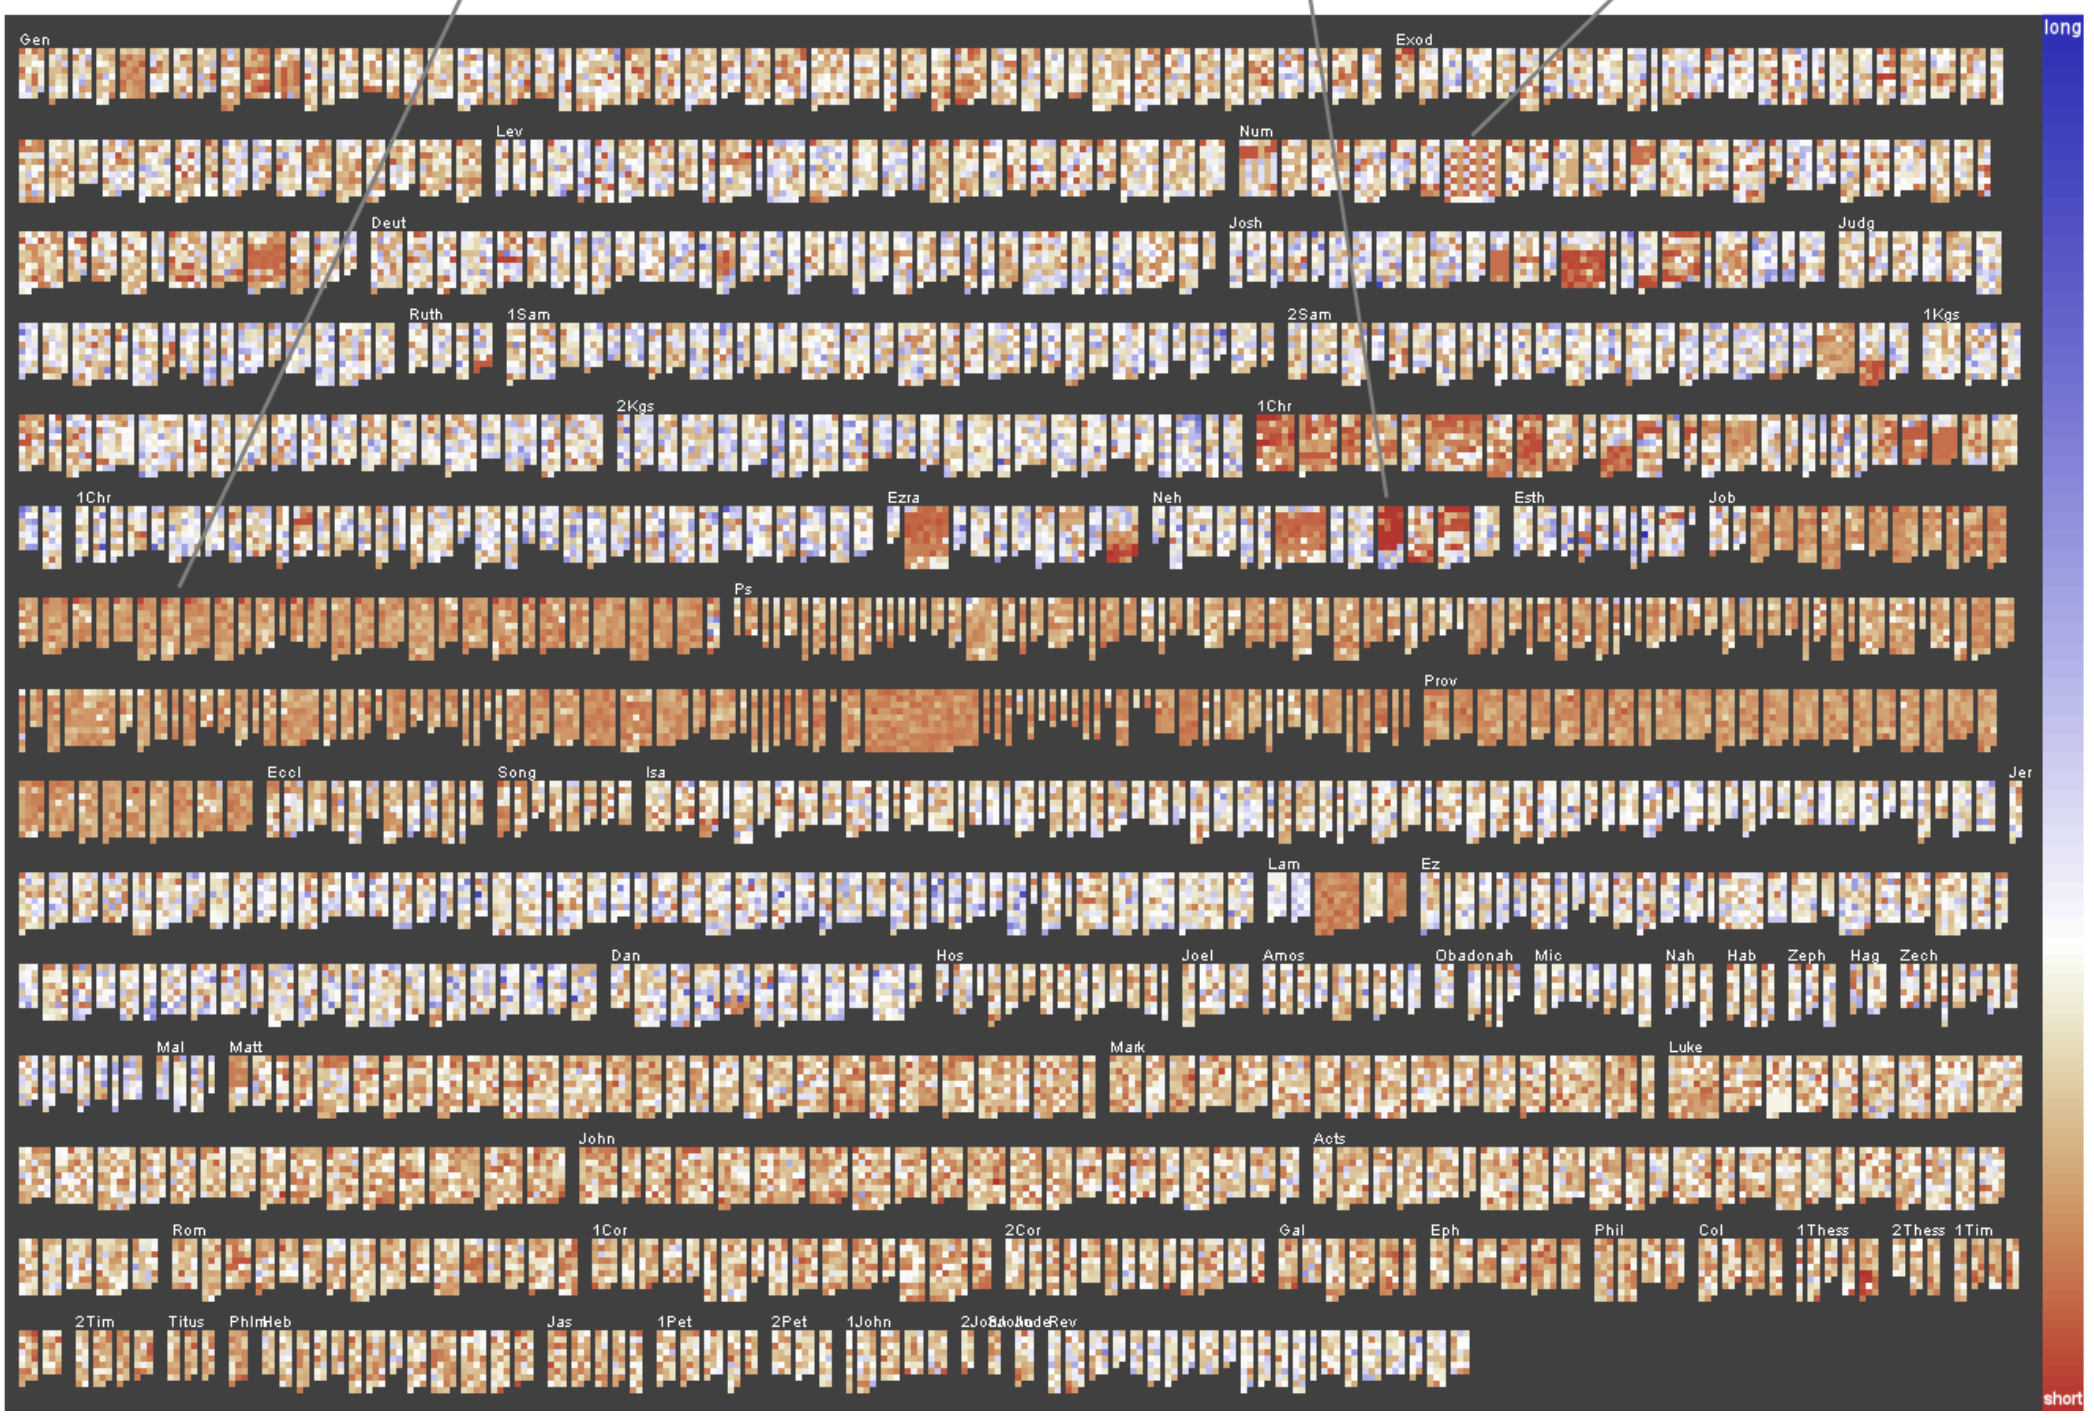 long
Gen Exod
Lev Num
Deut Josh Judg
Ruth 1Sam 2Sam 1Kgs
2Kgs 1Chr
1Chr Ezra Neh Esth Job
Ps
Prov
Eccl Song Isa Jer
Lam Ez
Dan Hos Joel Amos Obadonah Mic Nah Hab Zeph Hag Zech
Mal Matt Mark Luke
John Acts
Rom 1Cor 2Cor Gal Eph Phil Col 1Thess 2Thess 1Tim
2Tim Titus Phlm Heb Jas 1Pet 2Pet 1John Rev
short